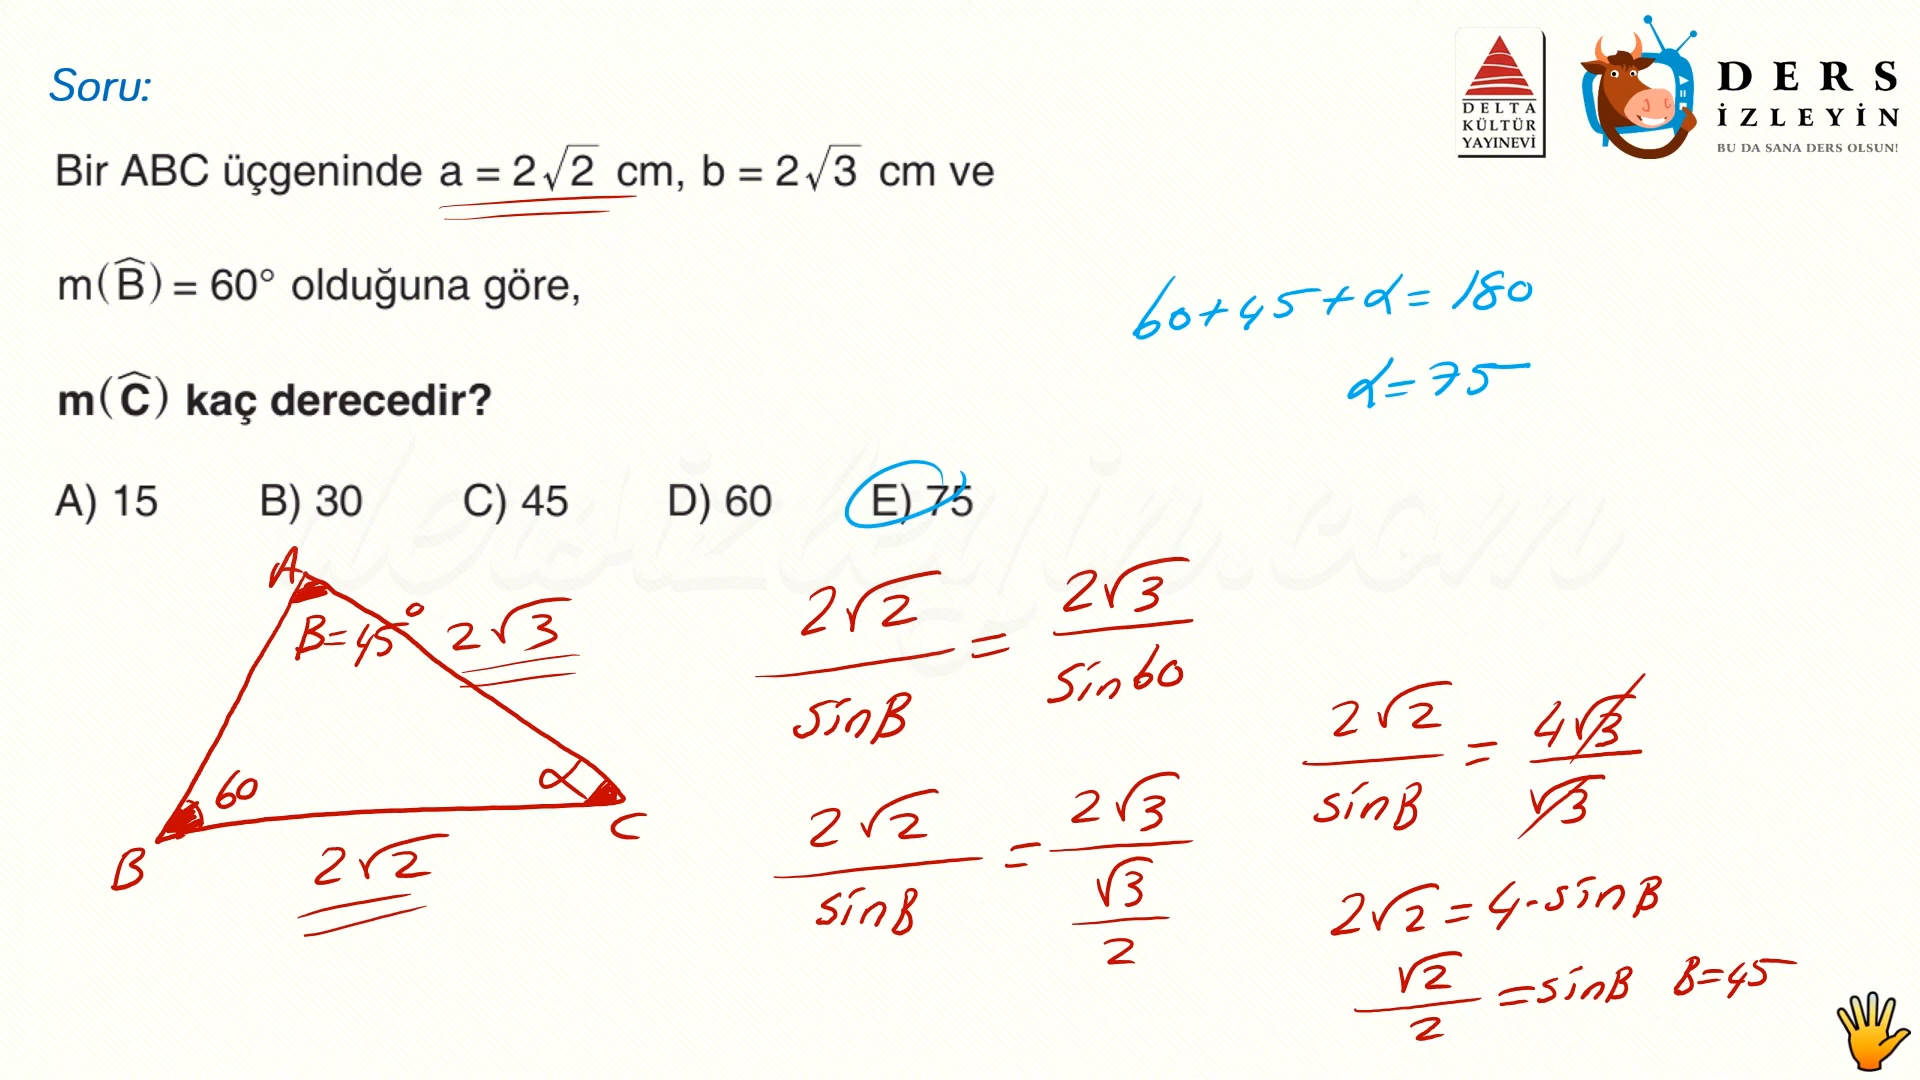 Soru:
DELTA
KÜLTÜR
YAYINEVİ
DERS
İZLEYİN
BU DA SANA DERS OLSUN!
Bir ABC üçgeninde a = 2√2 cm, b = 2√3 cm ve
m(B̂) = 60° olduğuna göre,
m(Ĉ) kaç derecedir?
60+45+α=180
α=75
A) 15 B) 30 C) 45 D) 60 E) 75
A
B=45°
2√3
60
α
B
C
2√2
2√2/sinB = 2√3/sin60
2√2/sinB = 2√3/(√3/2)
2√2/sinB = 4√3/√3
2√2=4·sinB
√2/2 =sinB B=45